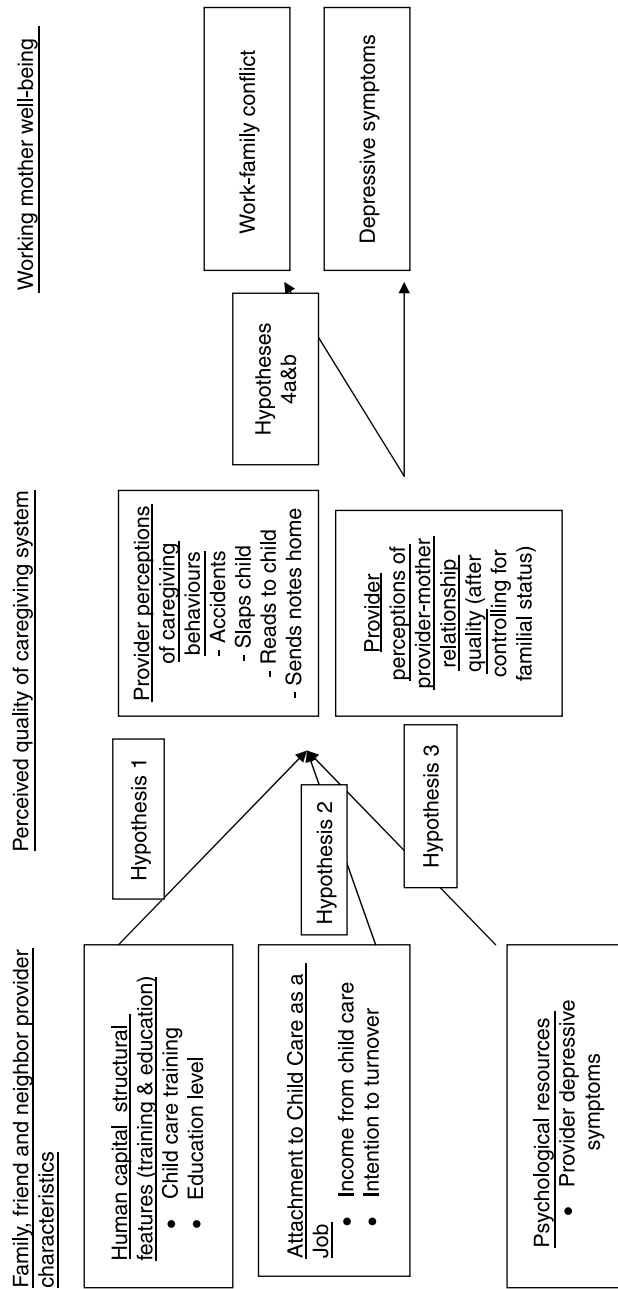 Family, friend and neighbor provider
characteristics
Human capital structural
features (training & education)
• Child care training
• Education level
Attachment to Child Care as a
Job
• Income from child care
• Intention to turnover
Psychological resources
• Provider depressive
symptoms
Perceived quality of caregiving system
Hypothesis 1
Hypothesis 2
Hypothesis 3
Provider perceptions
of caregiving
behaviours
- Accidents
- Slaps child
- Reads to child
- Sends notes home
Provider
perceptions of
provider-mother
relationship
quality (after
controlling for
familial status)
Working mother well-being
Hypotheses
4a&b
Work-family conflict
Depressive symptoms